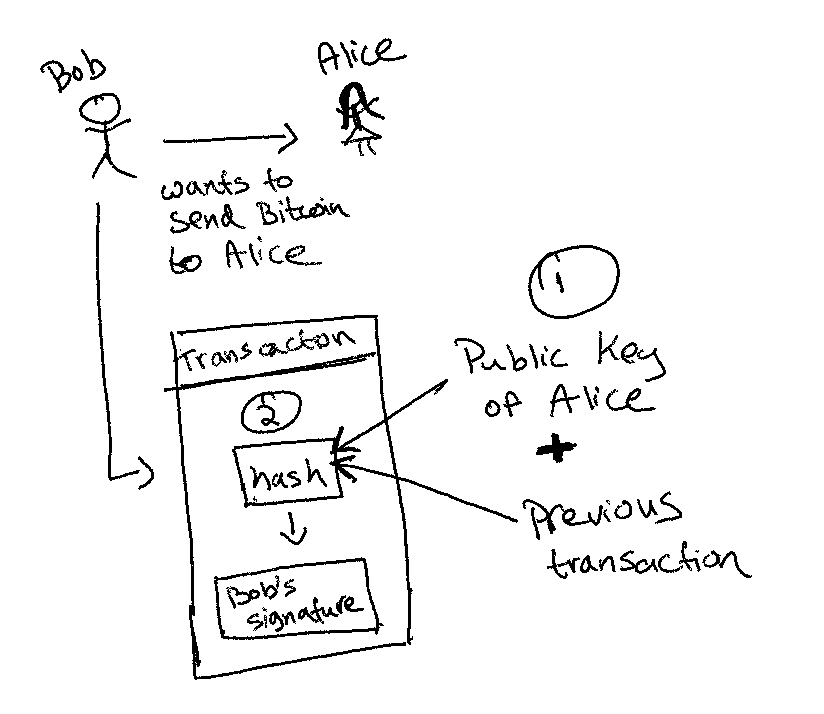 Bob
Alice
wants to
send Bitcoin
to Alice
1
Public Key
of Alice
+
Previous
transaction
Transacton
2
hash
Bob's
signature